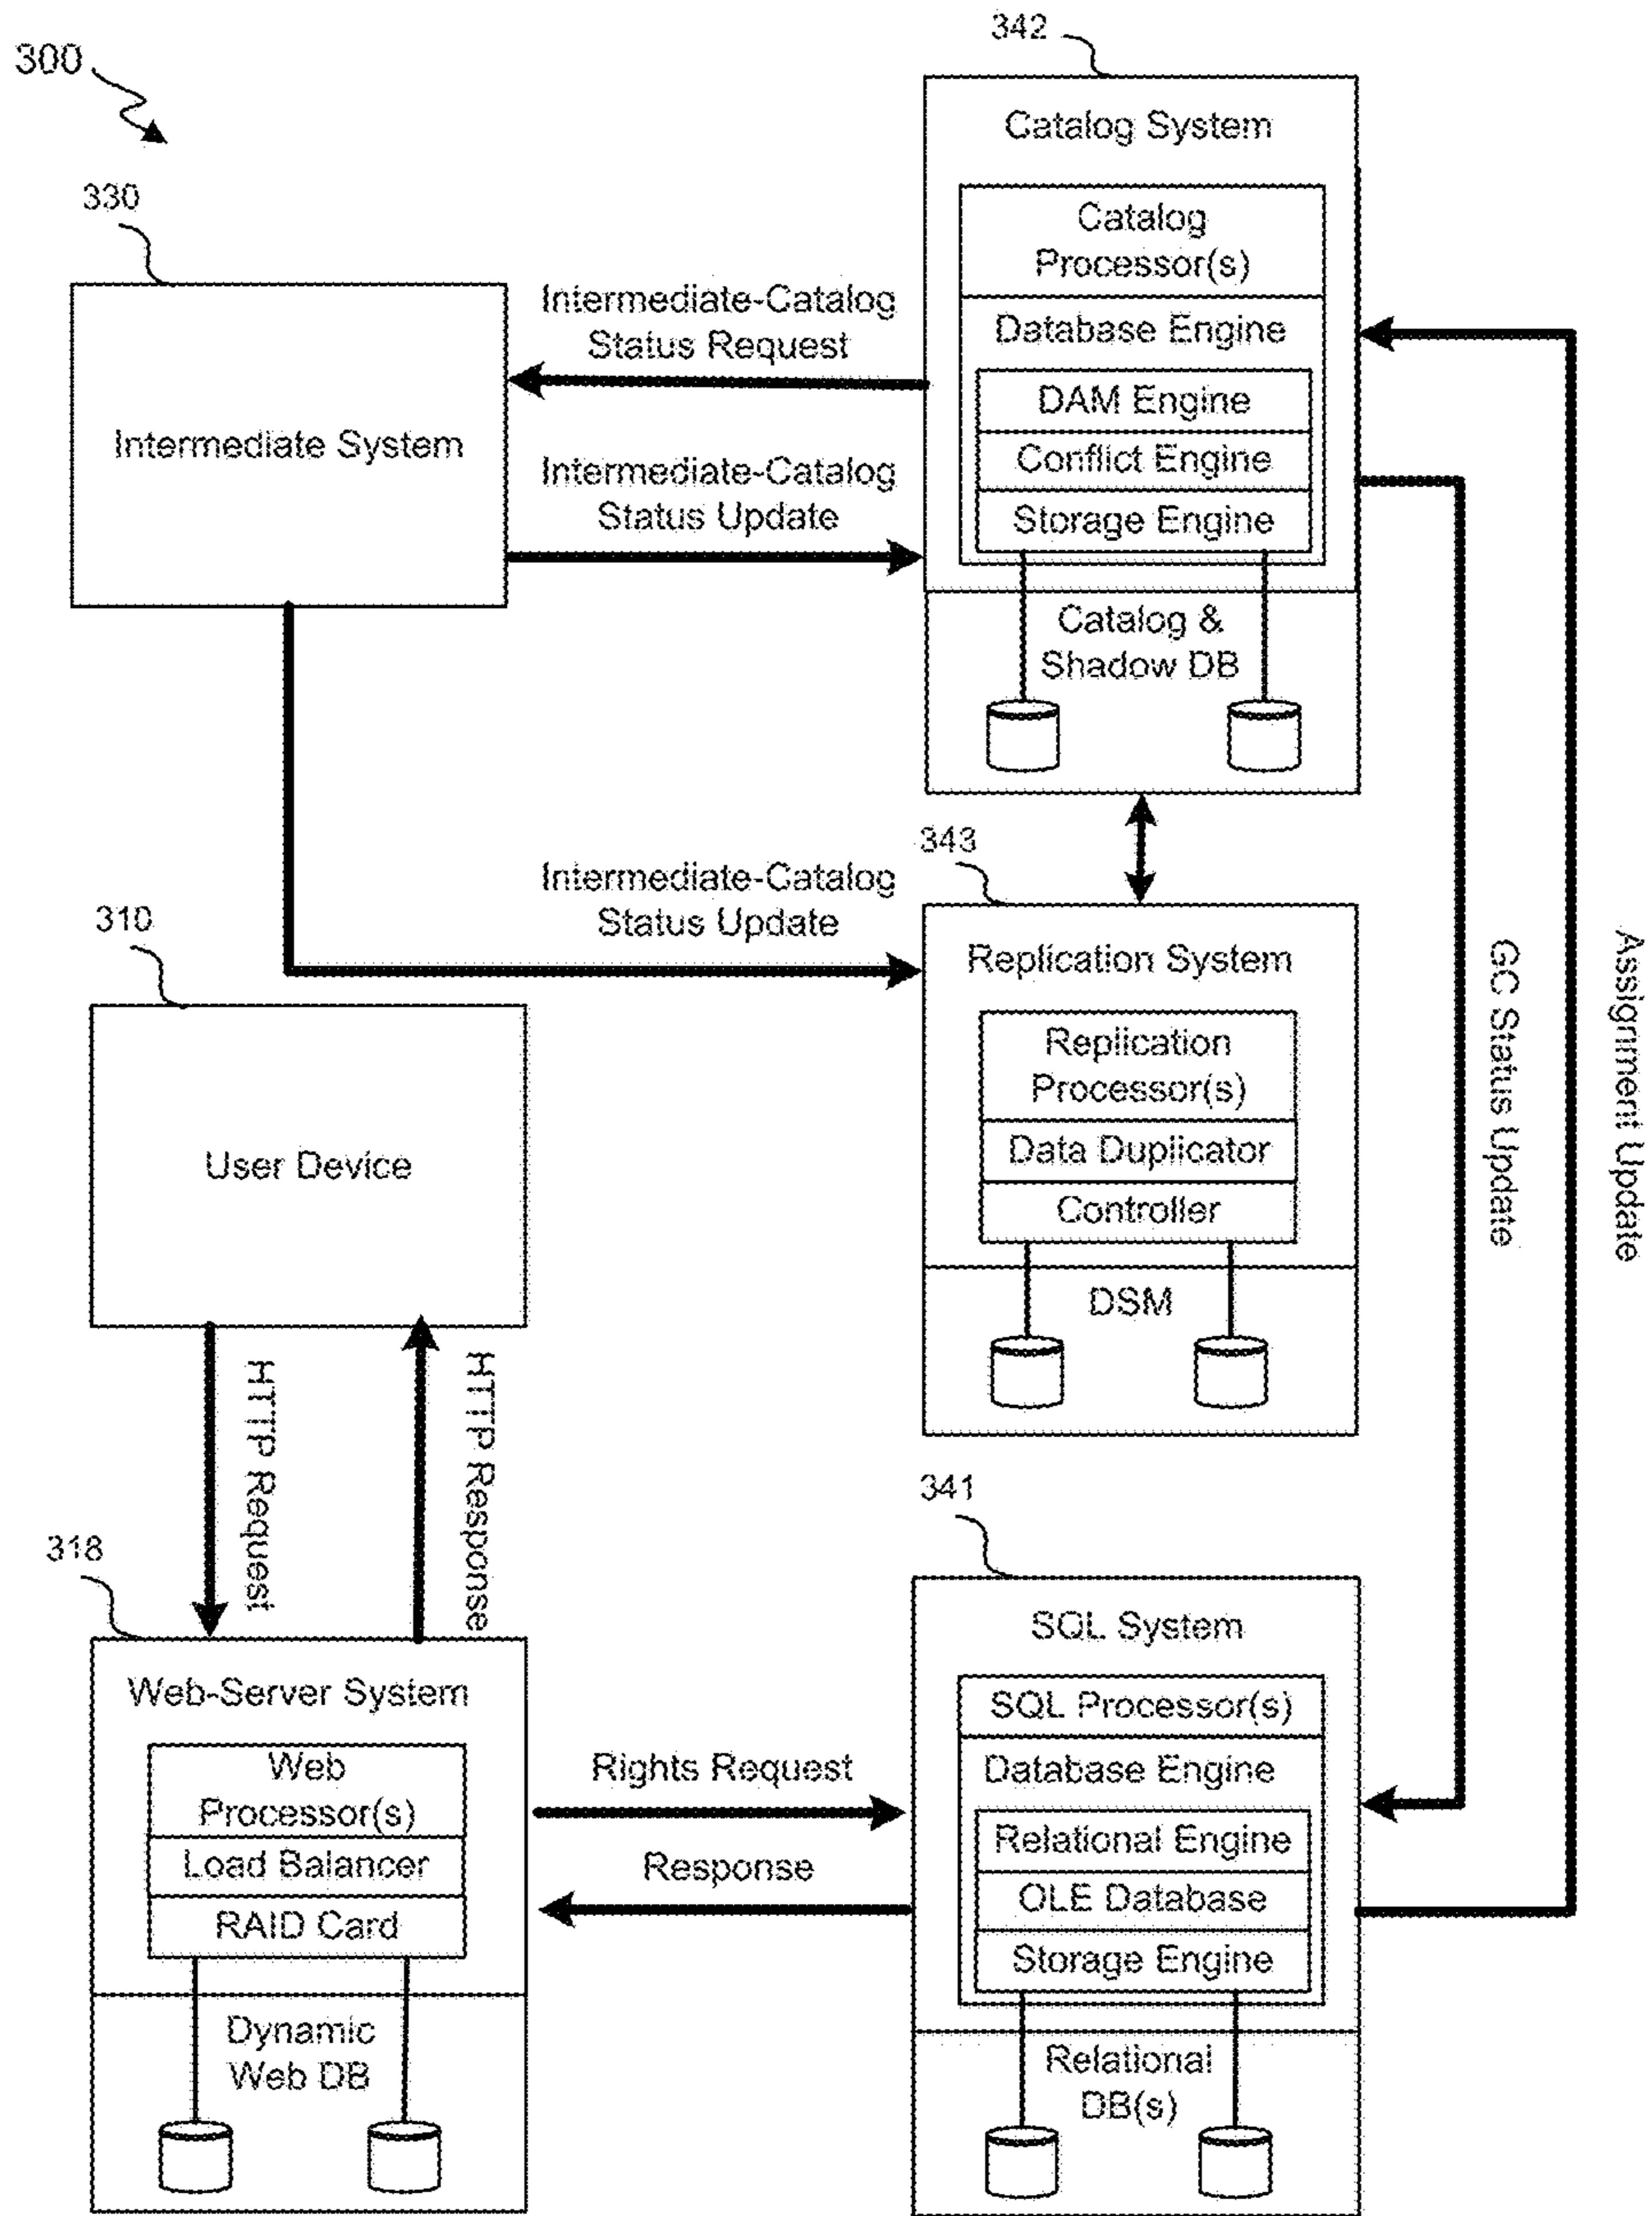 300
342
Catalog System
Catalog
Processor(s)
Database Engine
DAM Engine
Conflict Engine
Storage Engine
Catalog &
Shadow DB
330
Intermediate System
Intermediate-Catalog
Status Request
Intermediate-Catalog
Status Update
Intermediate-Catalog
Status Update
343
Replication System
Replication
Processor(s)
Data Duplicator
Controller
DSM
GC Status Update
Assignment Update
310
User Device
HTTP Request
HTTP Response
318
Web-Server System
Web
Processor(s)
Load Balancer
RAID Card
Dynamic
Web DB
Rights Request
Response
341
SQL System
SQL Processor(s)
Database Engine
Relational Engine
OLE Database
Storage Engine
Relational
DB(s)